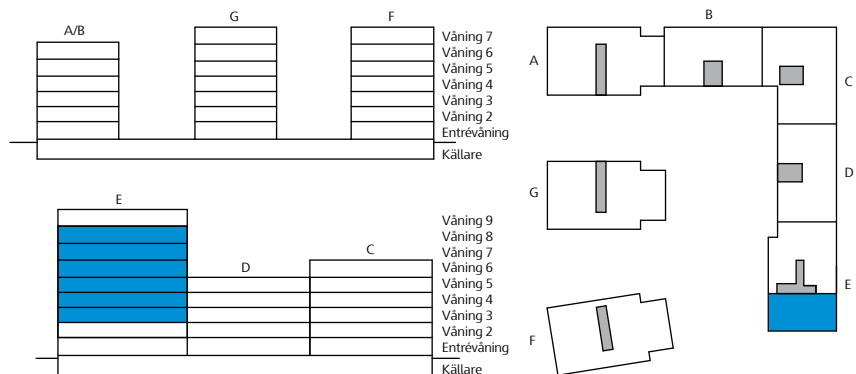 A/B
G
F
Våning 7
Våning 6
Våning 5
Våning 4
Våning 3
Våning 2
Entrévåning
Källare
E
D
C
Våning 9
Våning 8
Våning 7
Våning 6
Våning 5
Våning 4
Våning 3
Våning 2
Entrévåning
Källare
B
A
C
G
D
E
F